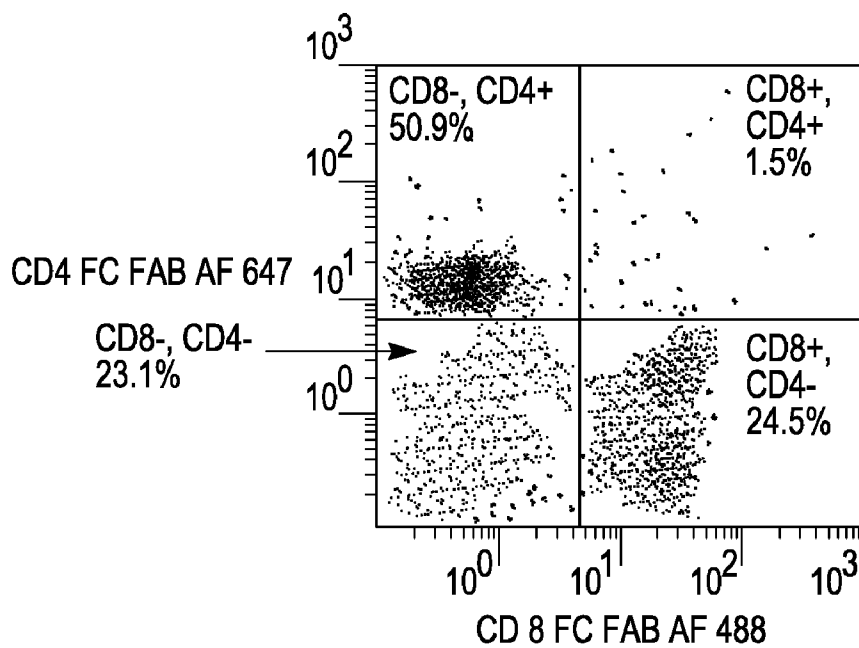 10³
CD8-, CD4+
50.9%
CD8+,
CD4+
1.5%
10²
CD4 FC FAB AF 647
10¹
CD8-, CD4-
23.1%
CD8+,
CD4-
24.5%
10⁰
10⁰ 10¹ 10² 10³
CD 8 FC FAB AF 488